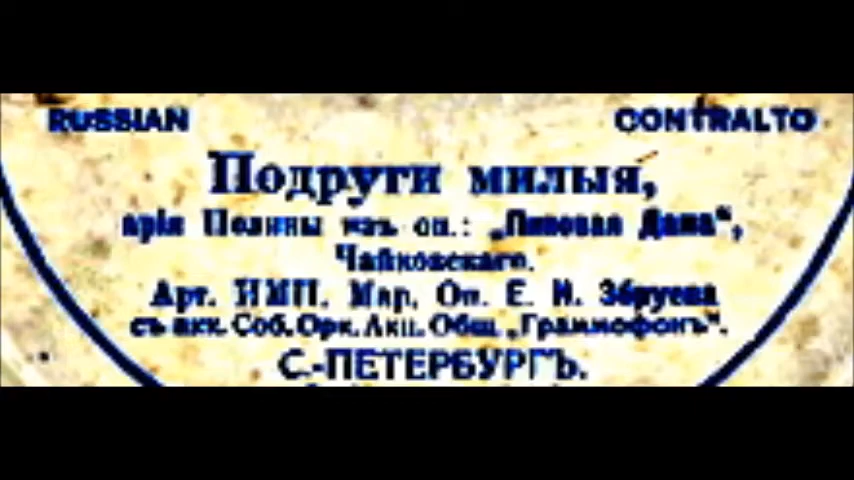 RUSSIAN CONTRALTO
Подруги милыя,
арія Полины изъ оп.: „Пиковая Дама“,
Чайковскаго.
Арт. ИМП. Мар. Оп. Е. И. Збруева
съ акк. Соб. Орк. Акц. Общ. „Граммофонъ“.
С.-ПЕТЕРБУРГЪ.